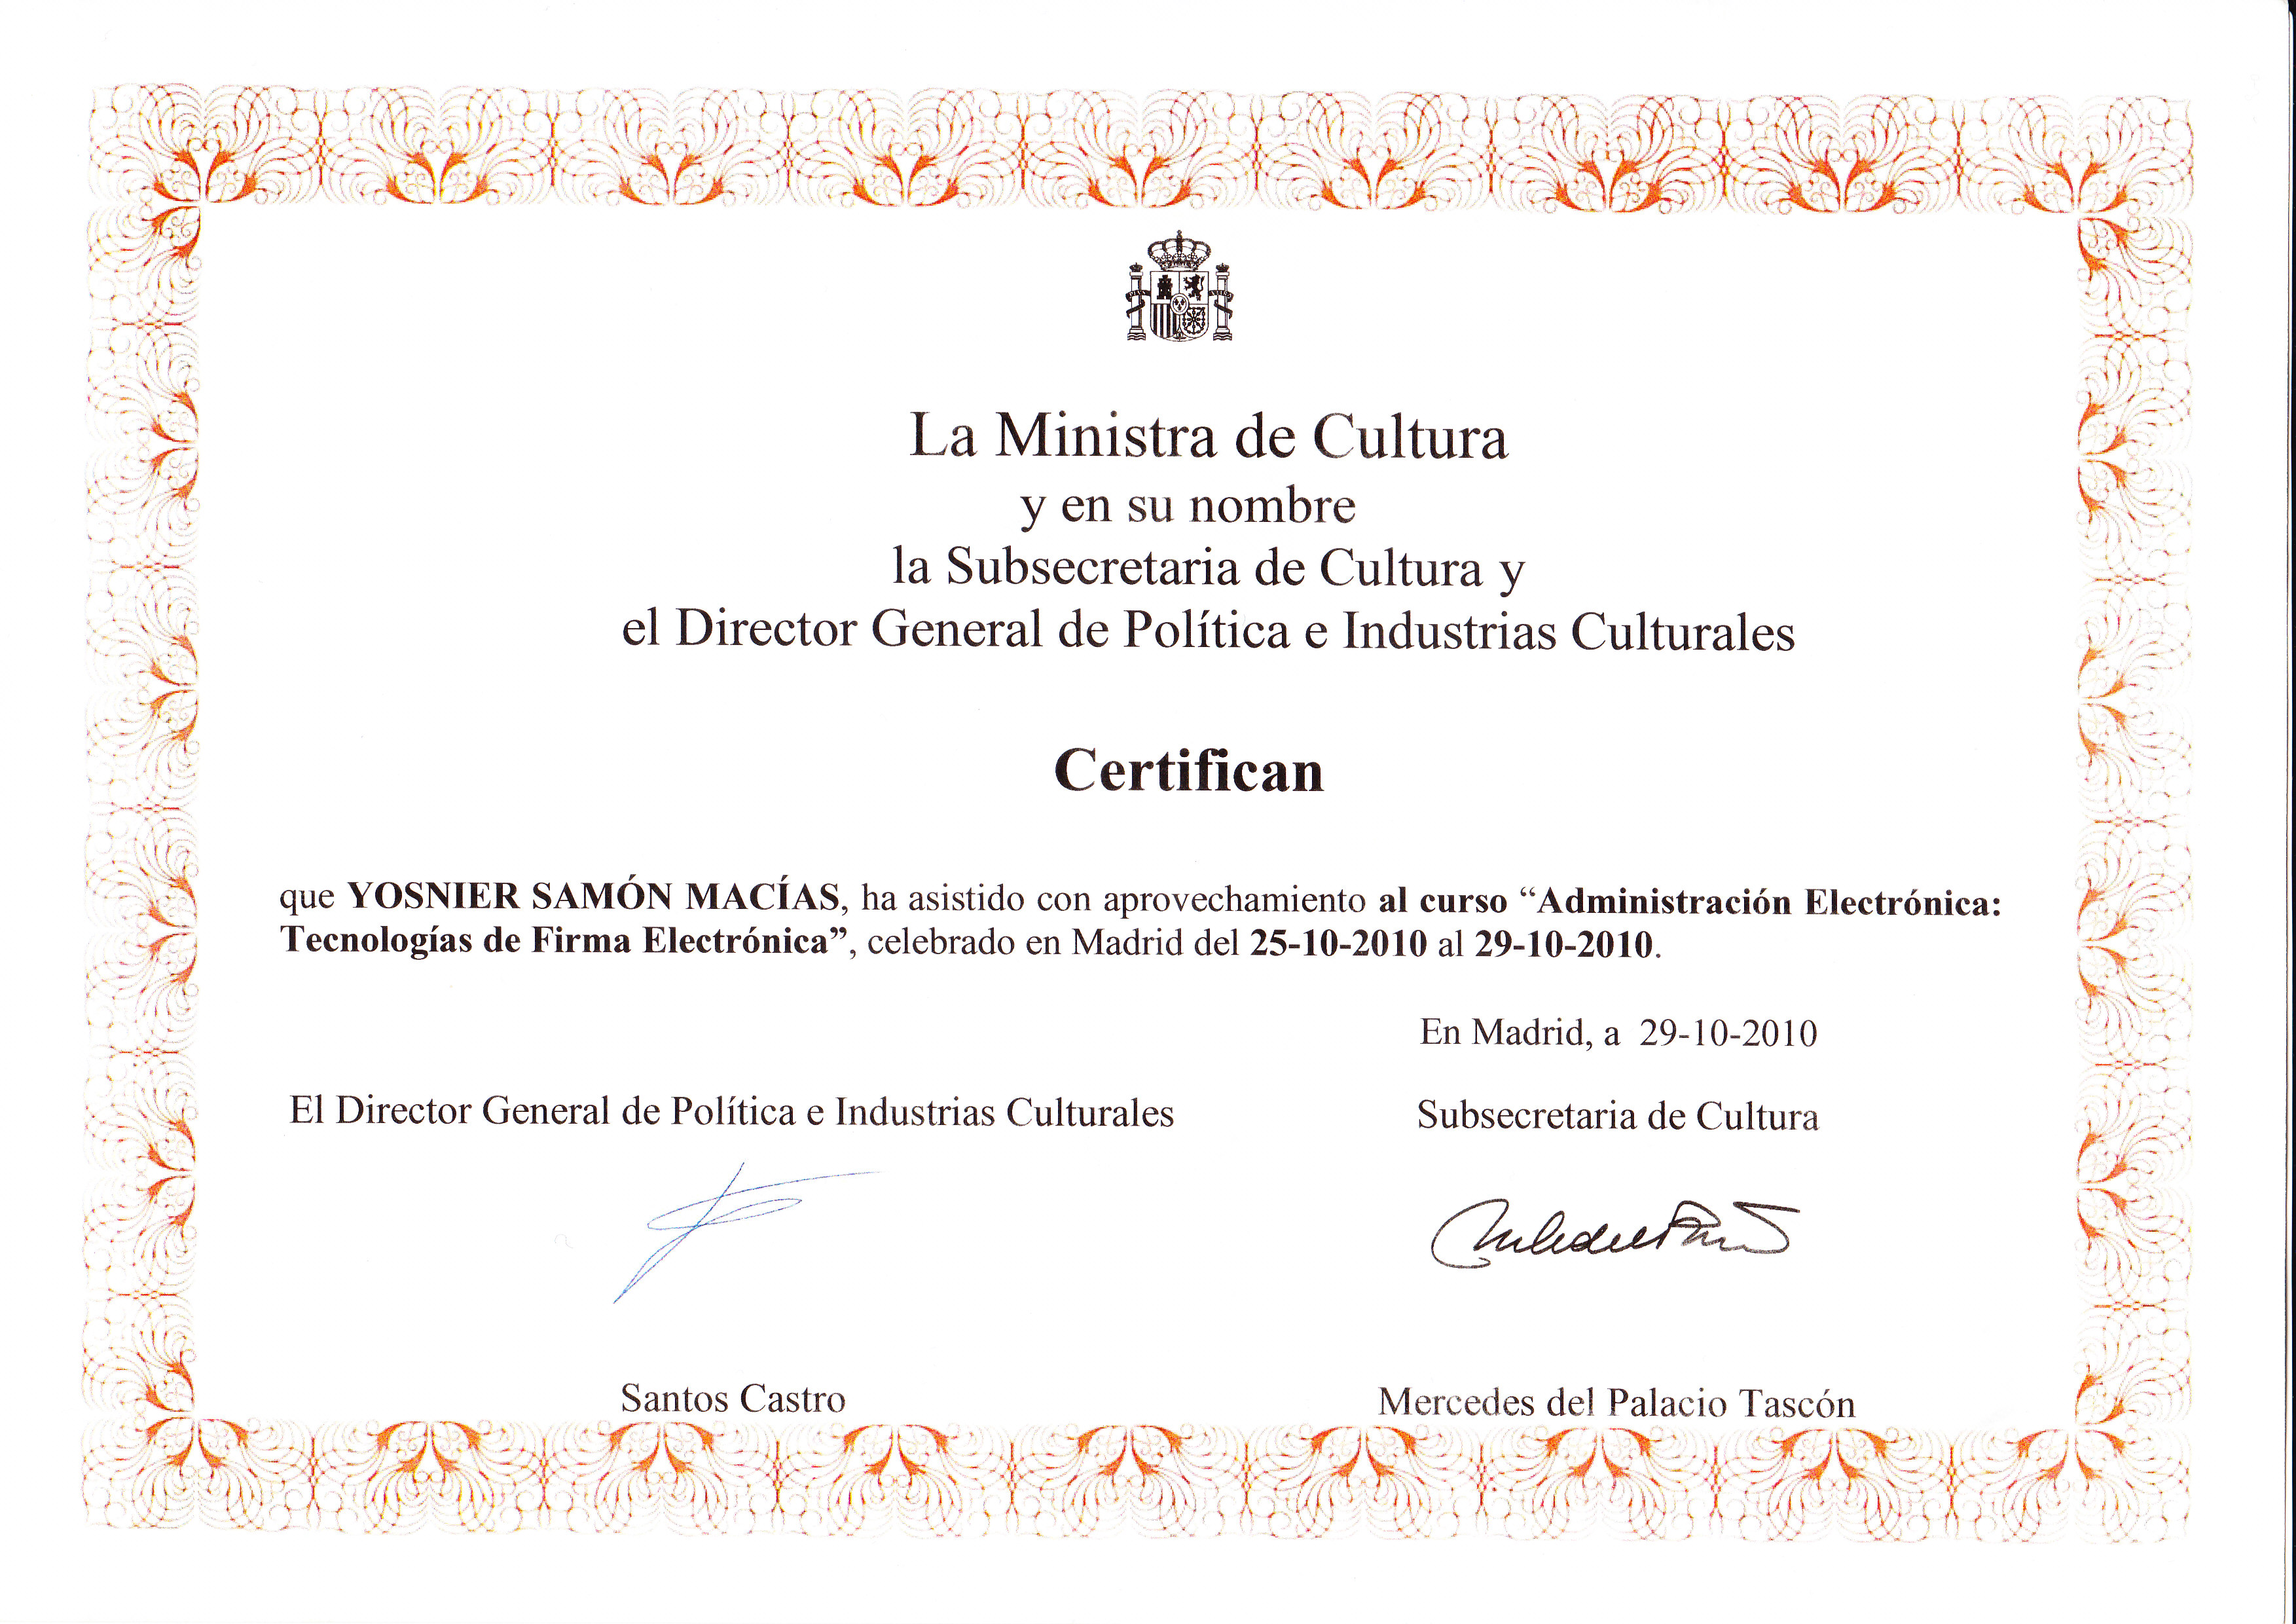 La Ministra de Cultura
y en su nombre
la Subsecretaria de Cultura y
el Director General de Política e Industrias Culturales
Certifican
que YOSNIER SAMÓN MACÍAS, ha asistido con aprovechamiento al curso “Administración Electrónica:
Tecnologías de Firma Electrónica”, celebrado en Madrid del 25-10-2010 al 29-10-2010.
En Madrid, a 29-10-2010
El Director General de Política e Industrias Culturales
Subsecretaria de Cultura
Santos Castro
Mercedes del Palacio Tascón